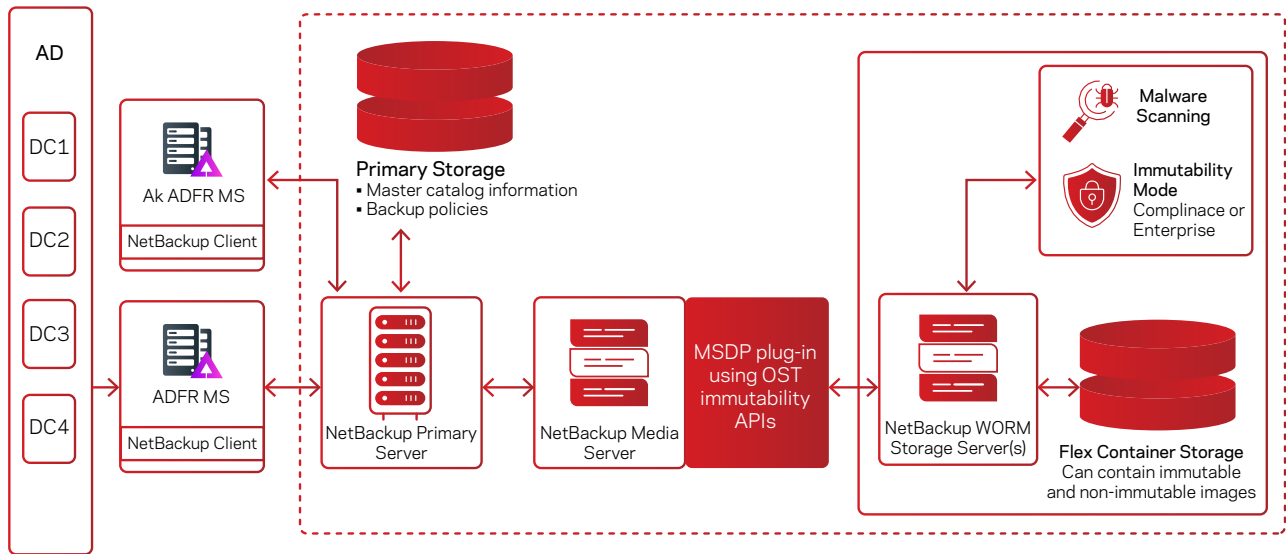 AD
DC1
DC2
DC3
DC4
Ak ADFR MS
NetBackup Client
ADFR MS
NetBackup Client
Primary Storage
▪ Master catalog information
▪ Backup policies
NetBackup Primary
Server
NetBackup Media
Server
MSDP plug-in
using OST
immutability
APIs
NetBackup WORM
Storage Server(s)
Malware
Scanning
Immutability
Mode
Complinace or
Enterprise
Flex Container Storage
Can contain immutable
and non-immutable images